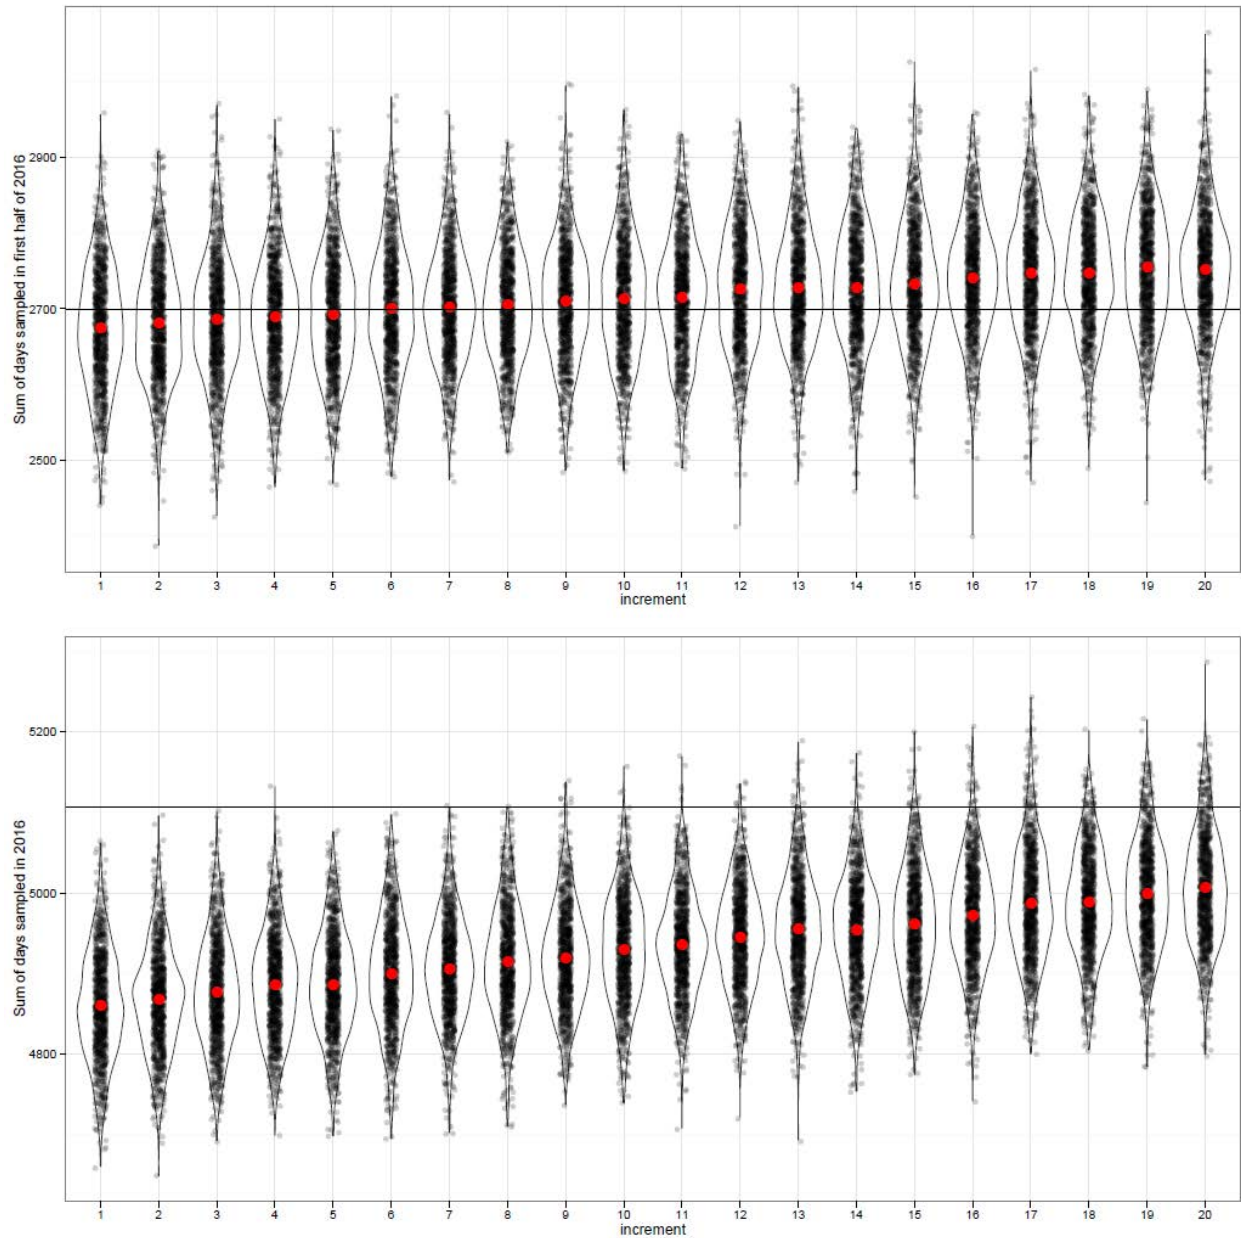 Sum of days sampled in first half of 2016
2900
2700
2500
1 2 3 4 5 6 7 8 9 10 11 12 13 14 15 16 17 18 19 20
increment
Sum of days sampled in 2016
5200
5000
4800
1 2 3 4 5 6 7 8 9 10 11 12 13 14 15 16 17 18 19 20
increment